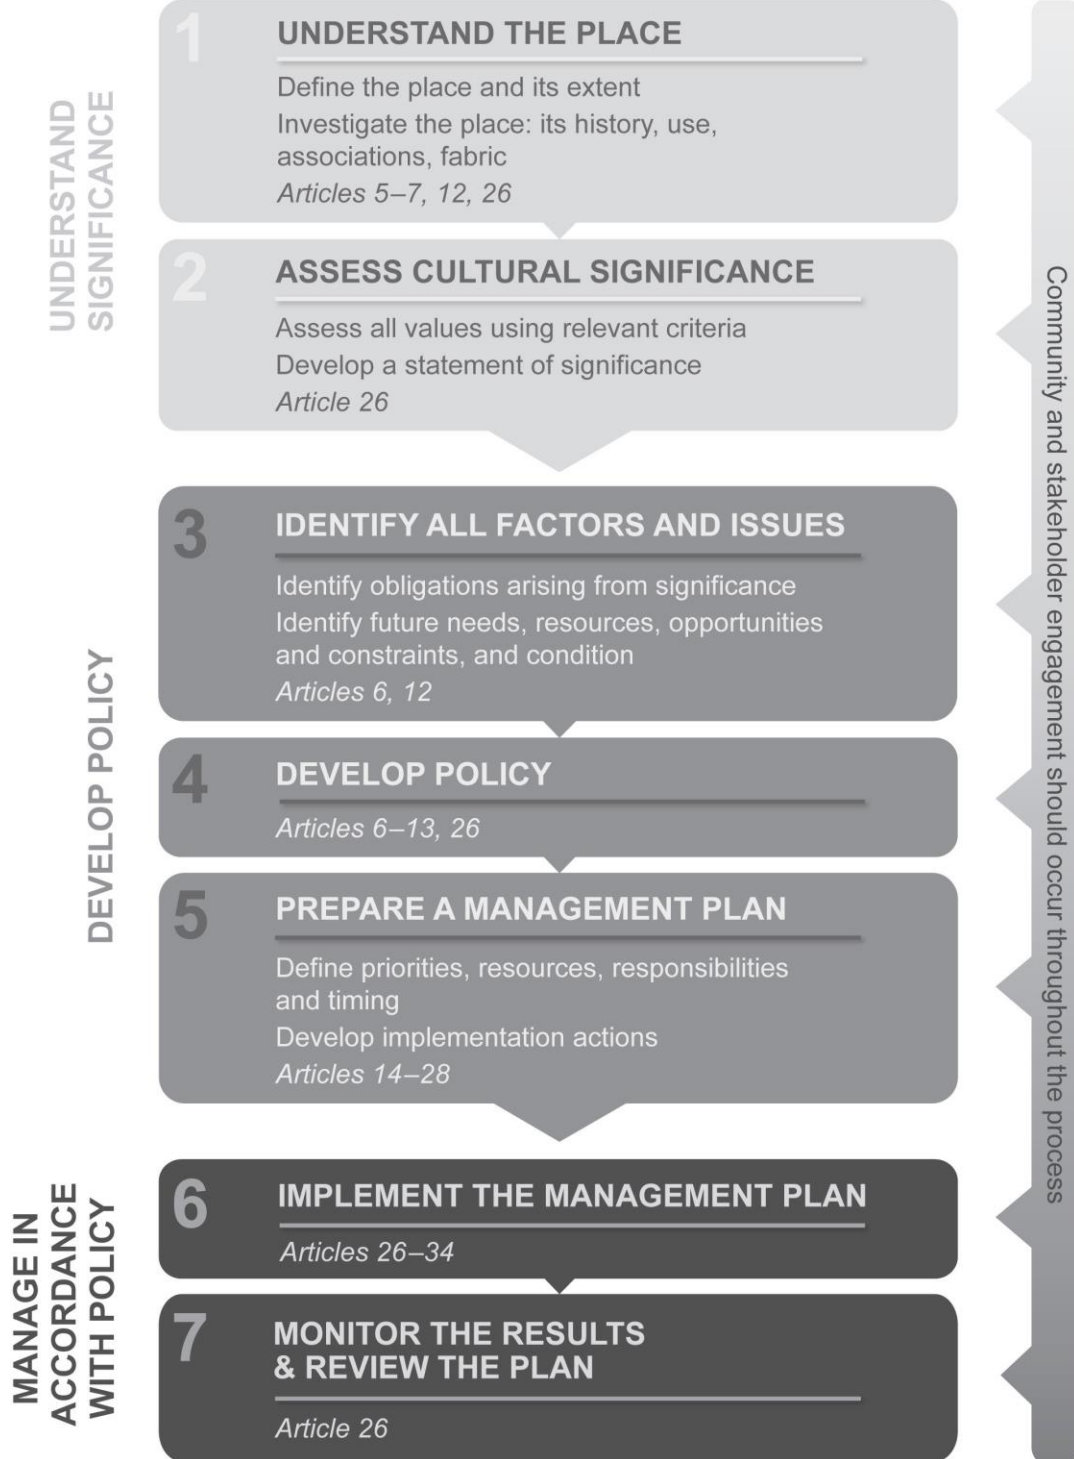 UNDERSTAND
SIGNIFICANCE
1
UNDERSTAND THE PLACE
Define the place and its extent
Investigate the place: its history, use,
associations, fabric
Articles 5–7, 12, 26
2
ASSESS CULTURAL SIGNIFICANCE
Assess all values using relevant criteria
Develop a statement of significance
Article 26
DEVELOP POLICY
3
IDENTIFY ALL FACTORS AND ISSUES
Identify obligations arising from significance
Identify future needs, resources, opportunities
and constraints, and condition
Articles 6, 12
4
DEVELOP POLICY
Articles 6–13, 26
5
PREPARE A MANAGEMENT PLAN
Define priorities, resources, responsibilities
and timing
Develop implementation actions
Articles 14–28
MANAGE IN
ACCORDANCE
WITH POLICY
6
IMPLEMENT THE MANAGEMENT PLAN
Articles 26–34
7
MONITOR THE RESULTS
& REVIEW THE PLAN
Article 26
Community and stakeholder engagement should occur throughout the process